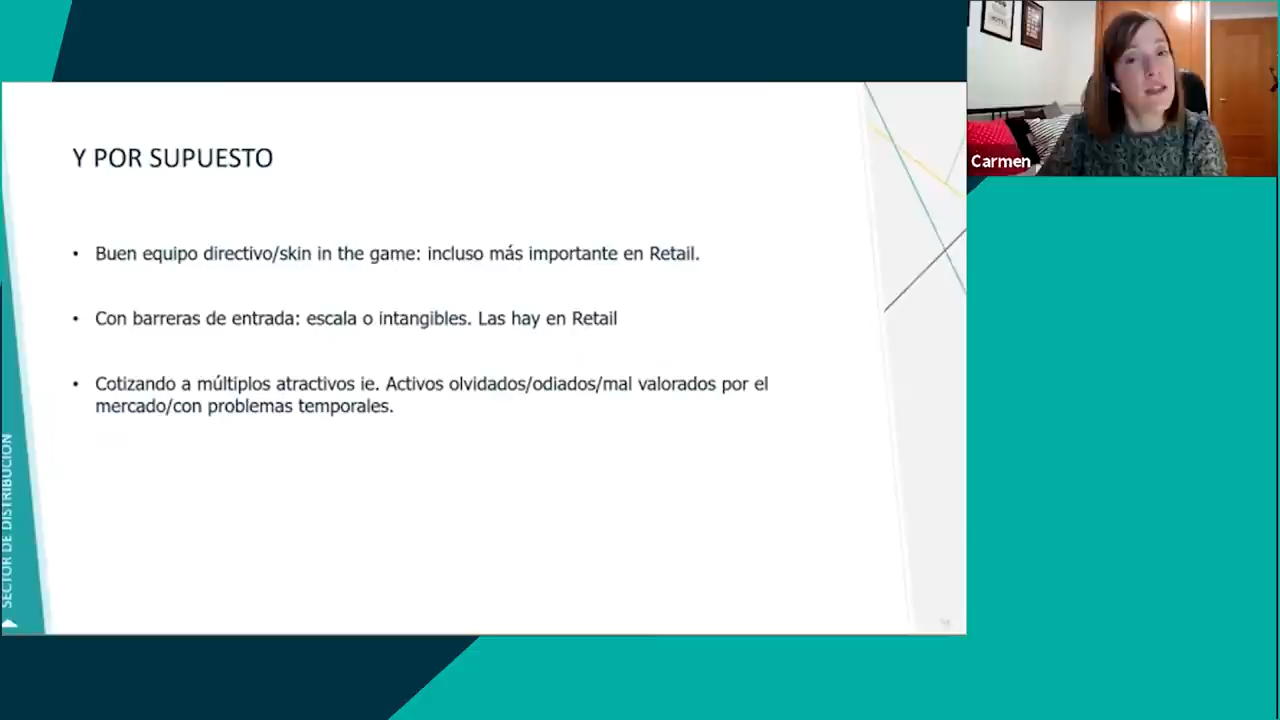 Y POR SUPUESTO
• Buen equipo directivo/skin in the game: incluso más importante en Retail.
• Con barreras de entrada: escala o intangibles. Las hay en Retail
• Cotizando a múltiplos atractivos ie. Activos olvidados/odiados/mal valorados por el
mercado/con problemas temporales.
SECTOR DE DISTRIBUCIÓN
Carmen